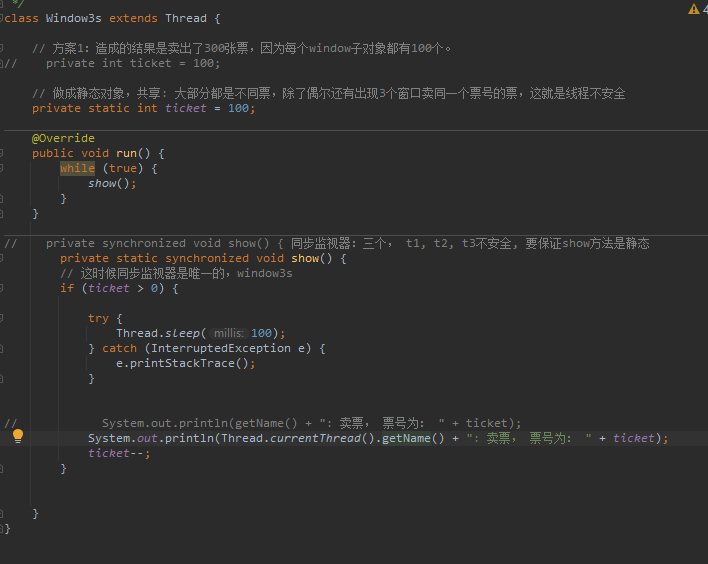 */
class Window3s extends Thread {
// 方案1：造成的结果是卖出了300张票，因为每个window子对象都有100个。
//    private int ticket = 100;
// 做成静态对象，共享：大部分都是不同票，除了偶尔还有出现3个窗口卖同一个票号的票，这就是线程不安全
private static int ticket = 100;
@Override
public void run() {
while (true) {
show();
}
}
//    private synchronized void show() { 同步监视器：三个， t1, t2, t3不安全，要保证show方法是静态
private static synchronized void show() {
// 这时候同步监视器是唯一的，window3s
if (ticket > 0) {
try {
Thread.sleep( millis: 100);
} catch (InterruptedException e) {
e.printStackTrace();
}
//            System.out.println(getName() + ": 卖票， 票号为： " + ticket);
System.out.println(Thread.currentThread().getName() + ": 卖票， 票号为： " + ticket);
ticket--;
}
}
}
4